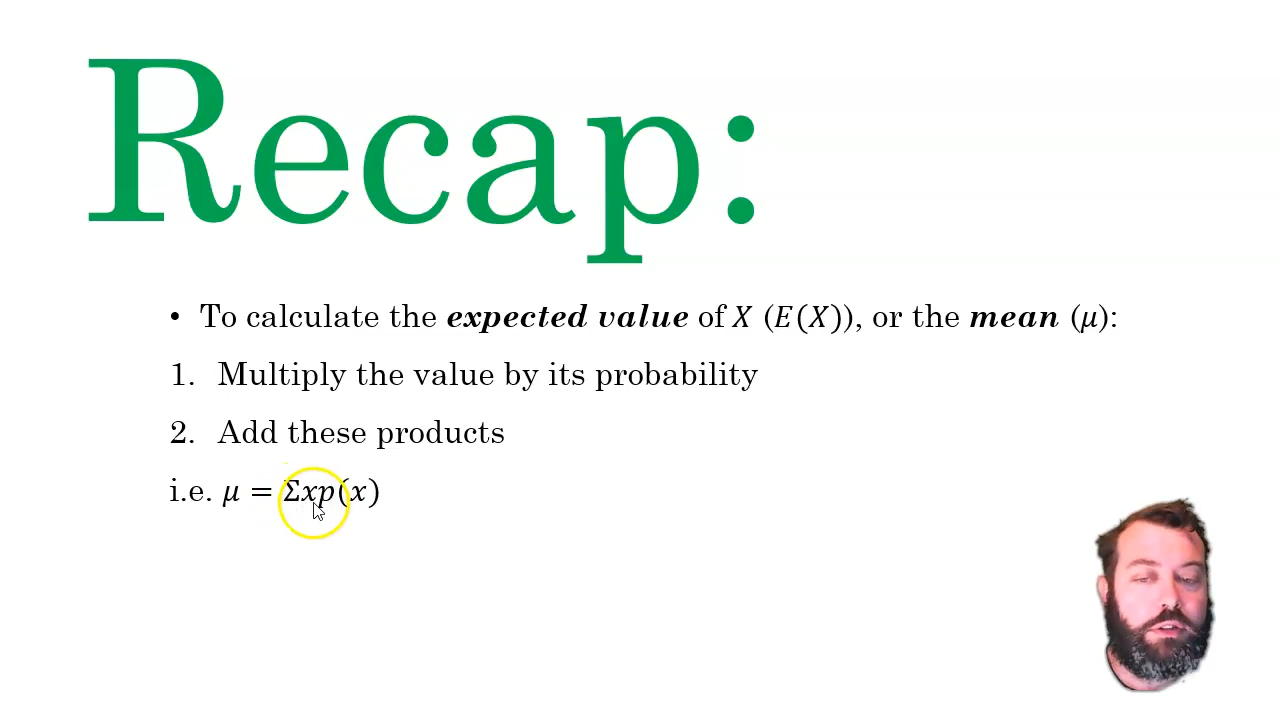 Recap:
• To calculate the expected value of X (E(X)), or the mean (μ):
1. Multiply the value by its probability
2. Add these products
i.e. μ = Σxp(x)